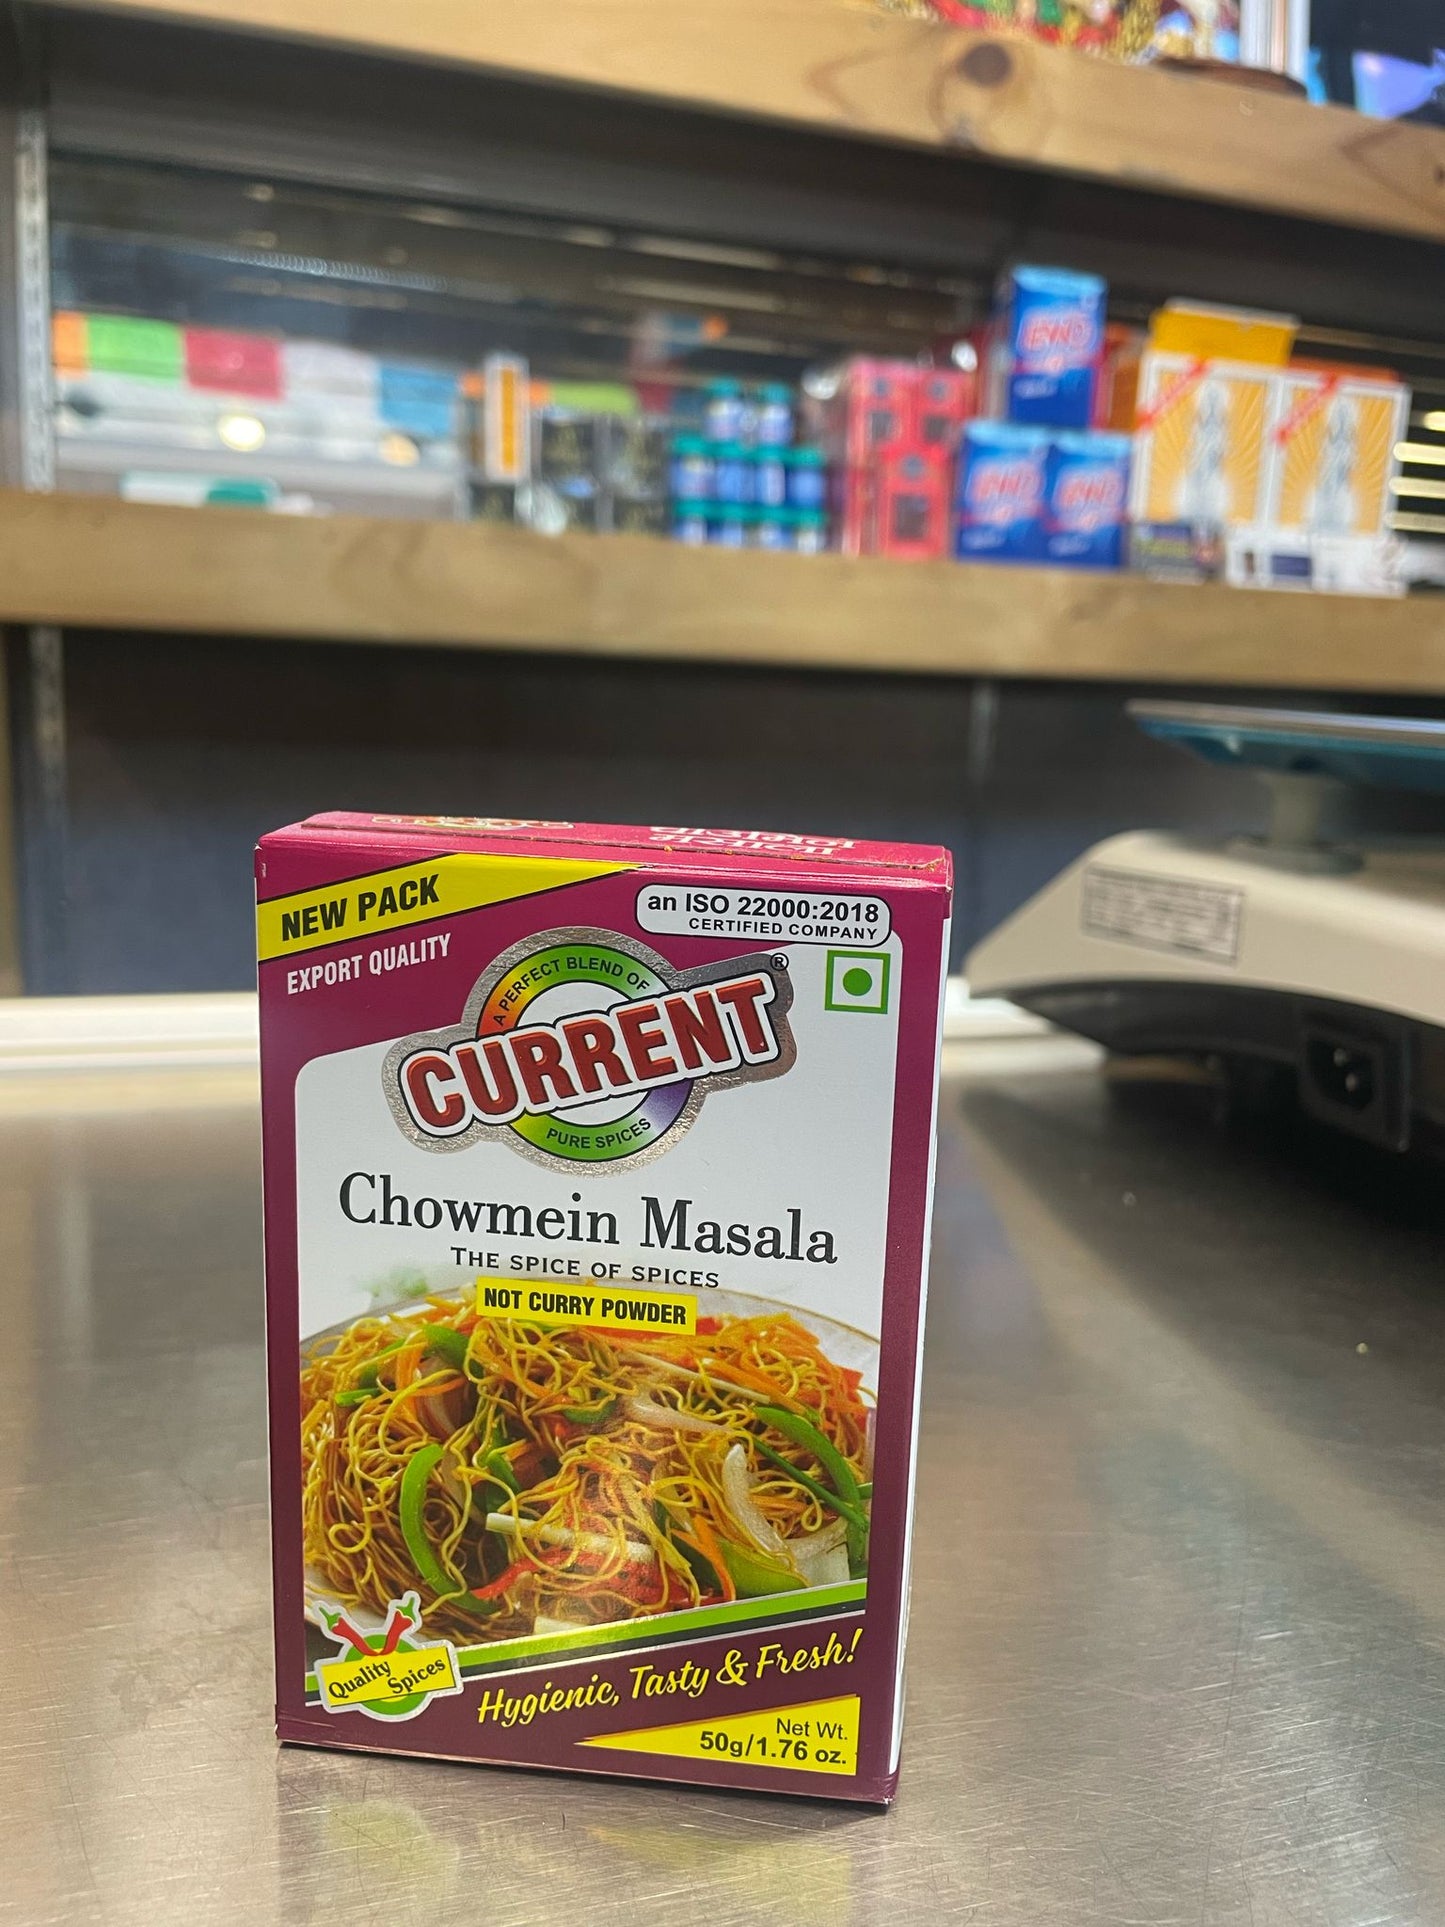 ENO
ENO
ENO
NEW PACK
EXPORT QUALITY
an ISO 22000:2018
CERTIFIED COMPANY
A PERFECT BLEND OF
®
CURRENT
PURE SPICES
Chowmein Masala
THE SPICE OF SPICES
NOT CURRY POWDER
Quality
Spices
Hygienic, Tasty & Fresh!
Net Wt.
50g/1.76 oz.